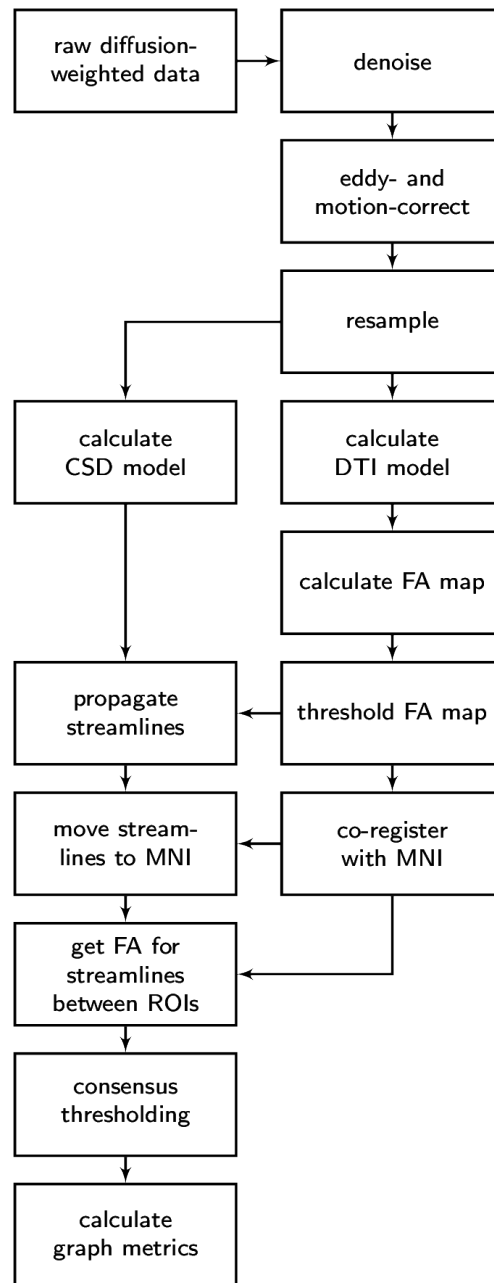 raw diffusion-
weighted data
denoise
eddy- and
motion-correct
resample
calculate
CSD model
calculate
DTI model
calculate FA map
propagate
streamlines
threshold FA map
move stream-
lines to MNI
co-register
with MNI
get FA for
streamlines
between ROIs
consensus
thresholding
calculate
graph metrics